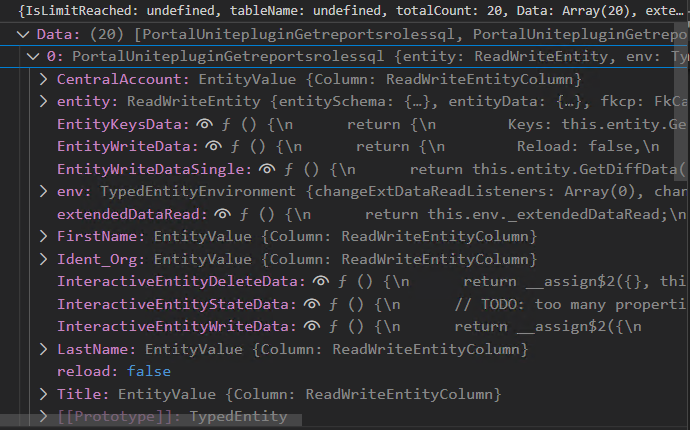 {IsLimitReached: undefined, tableName: undefined, totalCount: 20, Data: Array(20), exte…
Data: (20) [PortalUnitepluginGetreportsrolessql, PortalUnitepluginGetrepo
0: PortalUnitepluginGetreportsrolessql {entity: ReadWriteEntity, env: Ty
CentralAccount: EntityValue {Column: ReadWriteEntityColumn}
entity: ReadWriteEntity {entitySchema: {…}, entityData: {…}, fkcp: FkCa
EntityKeysData: ƒ () {\n return {\n Keys: this.entity.Ge
EntityWriteData: ƒ () {\n return {\n Reload: false,\n
EntityWriteDataSingle: ƒ () {\n return this.entity.GetDiffData(
env: TypedEntityEnvironment {changeExtDataReadListeners: Array(0), chan
extendedDataRead: ƒ () {\n return this.env._extendedDataRead;\n
FirstName: EntityValue {Column: ReadWriteEntityColumn}
Ident_Org: EntityValue {Column: ReadWriteEntityColumn}
InteractiveEntityDeleteData: ƒ () {\n return __assign$2({}, thi
InteractiveEntityStateData: ƒ () {\n // TODO: too many properti
InteractiveEntityWriteData: ƒ () {\n return __assign$2({\n
LastName: EntityValue {Column: ReadWriteEntityColumn}
reload: false
Title: EntityValue {Column: ReadWriteEntityColumn}
[[Prototype]]: TypedEntity